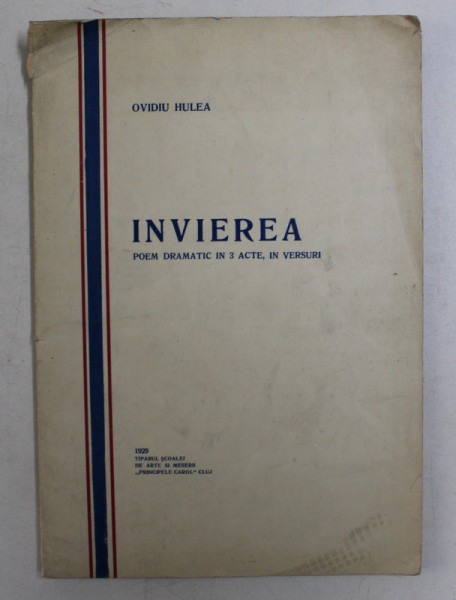 OVIDIU HULEA
INVIEREA
POEM DRAMATIC IN 3 ACTE, IN VERSURI
1929
TIPARUL ŞCOALEI
DE ARTE SI MESERII
„PRINCIPELE CAROL" CLUJ